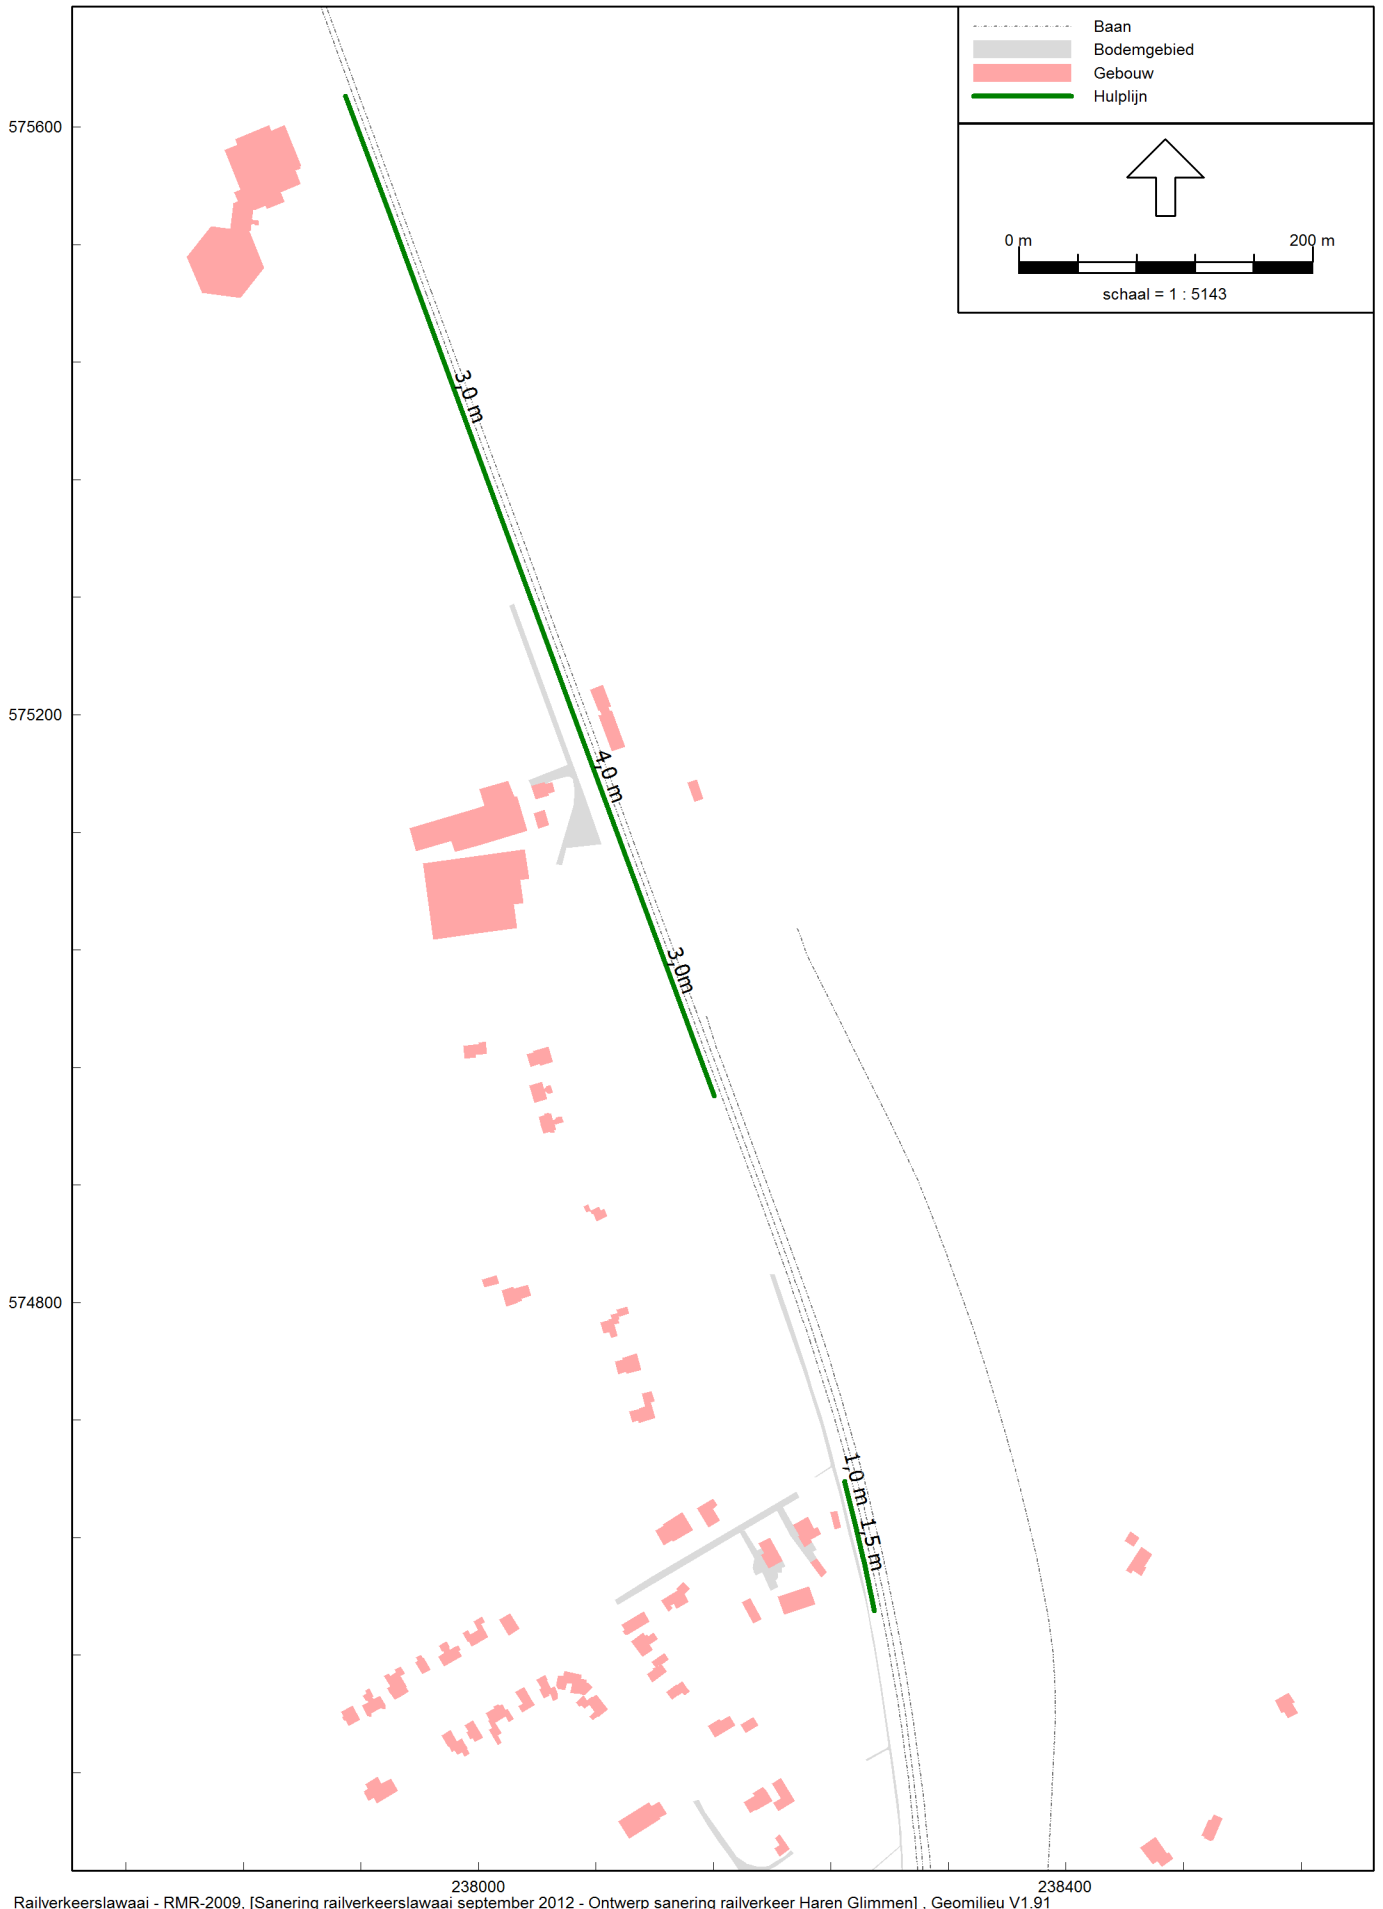 Baan
Bodemgebied
Gebouw
Hulplijn
575600
0 m 200 m
schaal = 1 : 5143
3,0 m
575200
4,0 m
3,0m
574800
1,0 m
1,5 m
238000 238400
Railverkeerslawaai - RMR-2009, [Sanering railverkeerslawaai september 2012 - Ontwerp sanering railverkeer Haren Glimmen] , Geomilieu V1.91